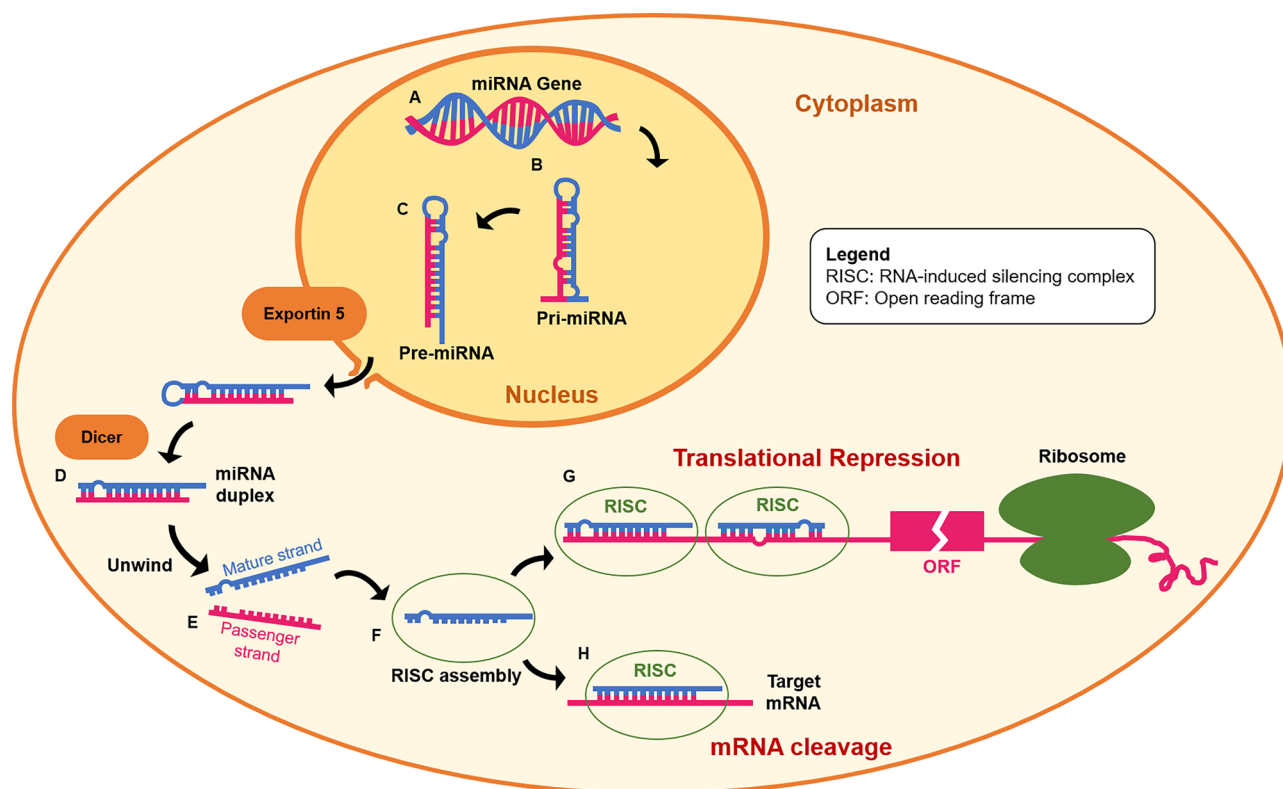 A
miRNA Gene
Cytoplasm
B
C
Legend
RISC: RNA-induced silencing complex
ORF: Open reading frame
Exportin 5
Pri-miRNA
Pre-miRNA
Nucleus
Dicer
D
miRNA
duplex
Translational Repression
Ribosome
G
RISC
RISC
Unwind
Mature strand
ORF
E
Passenger
strand
F
RISC assembly
H
RISC
Target
mRNA
mRNA cleavage